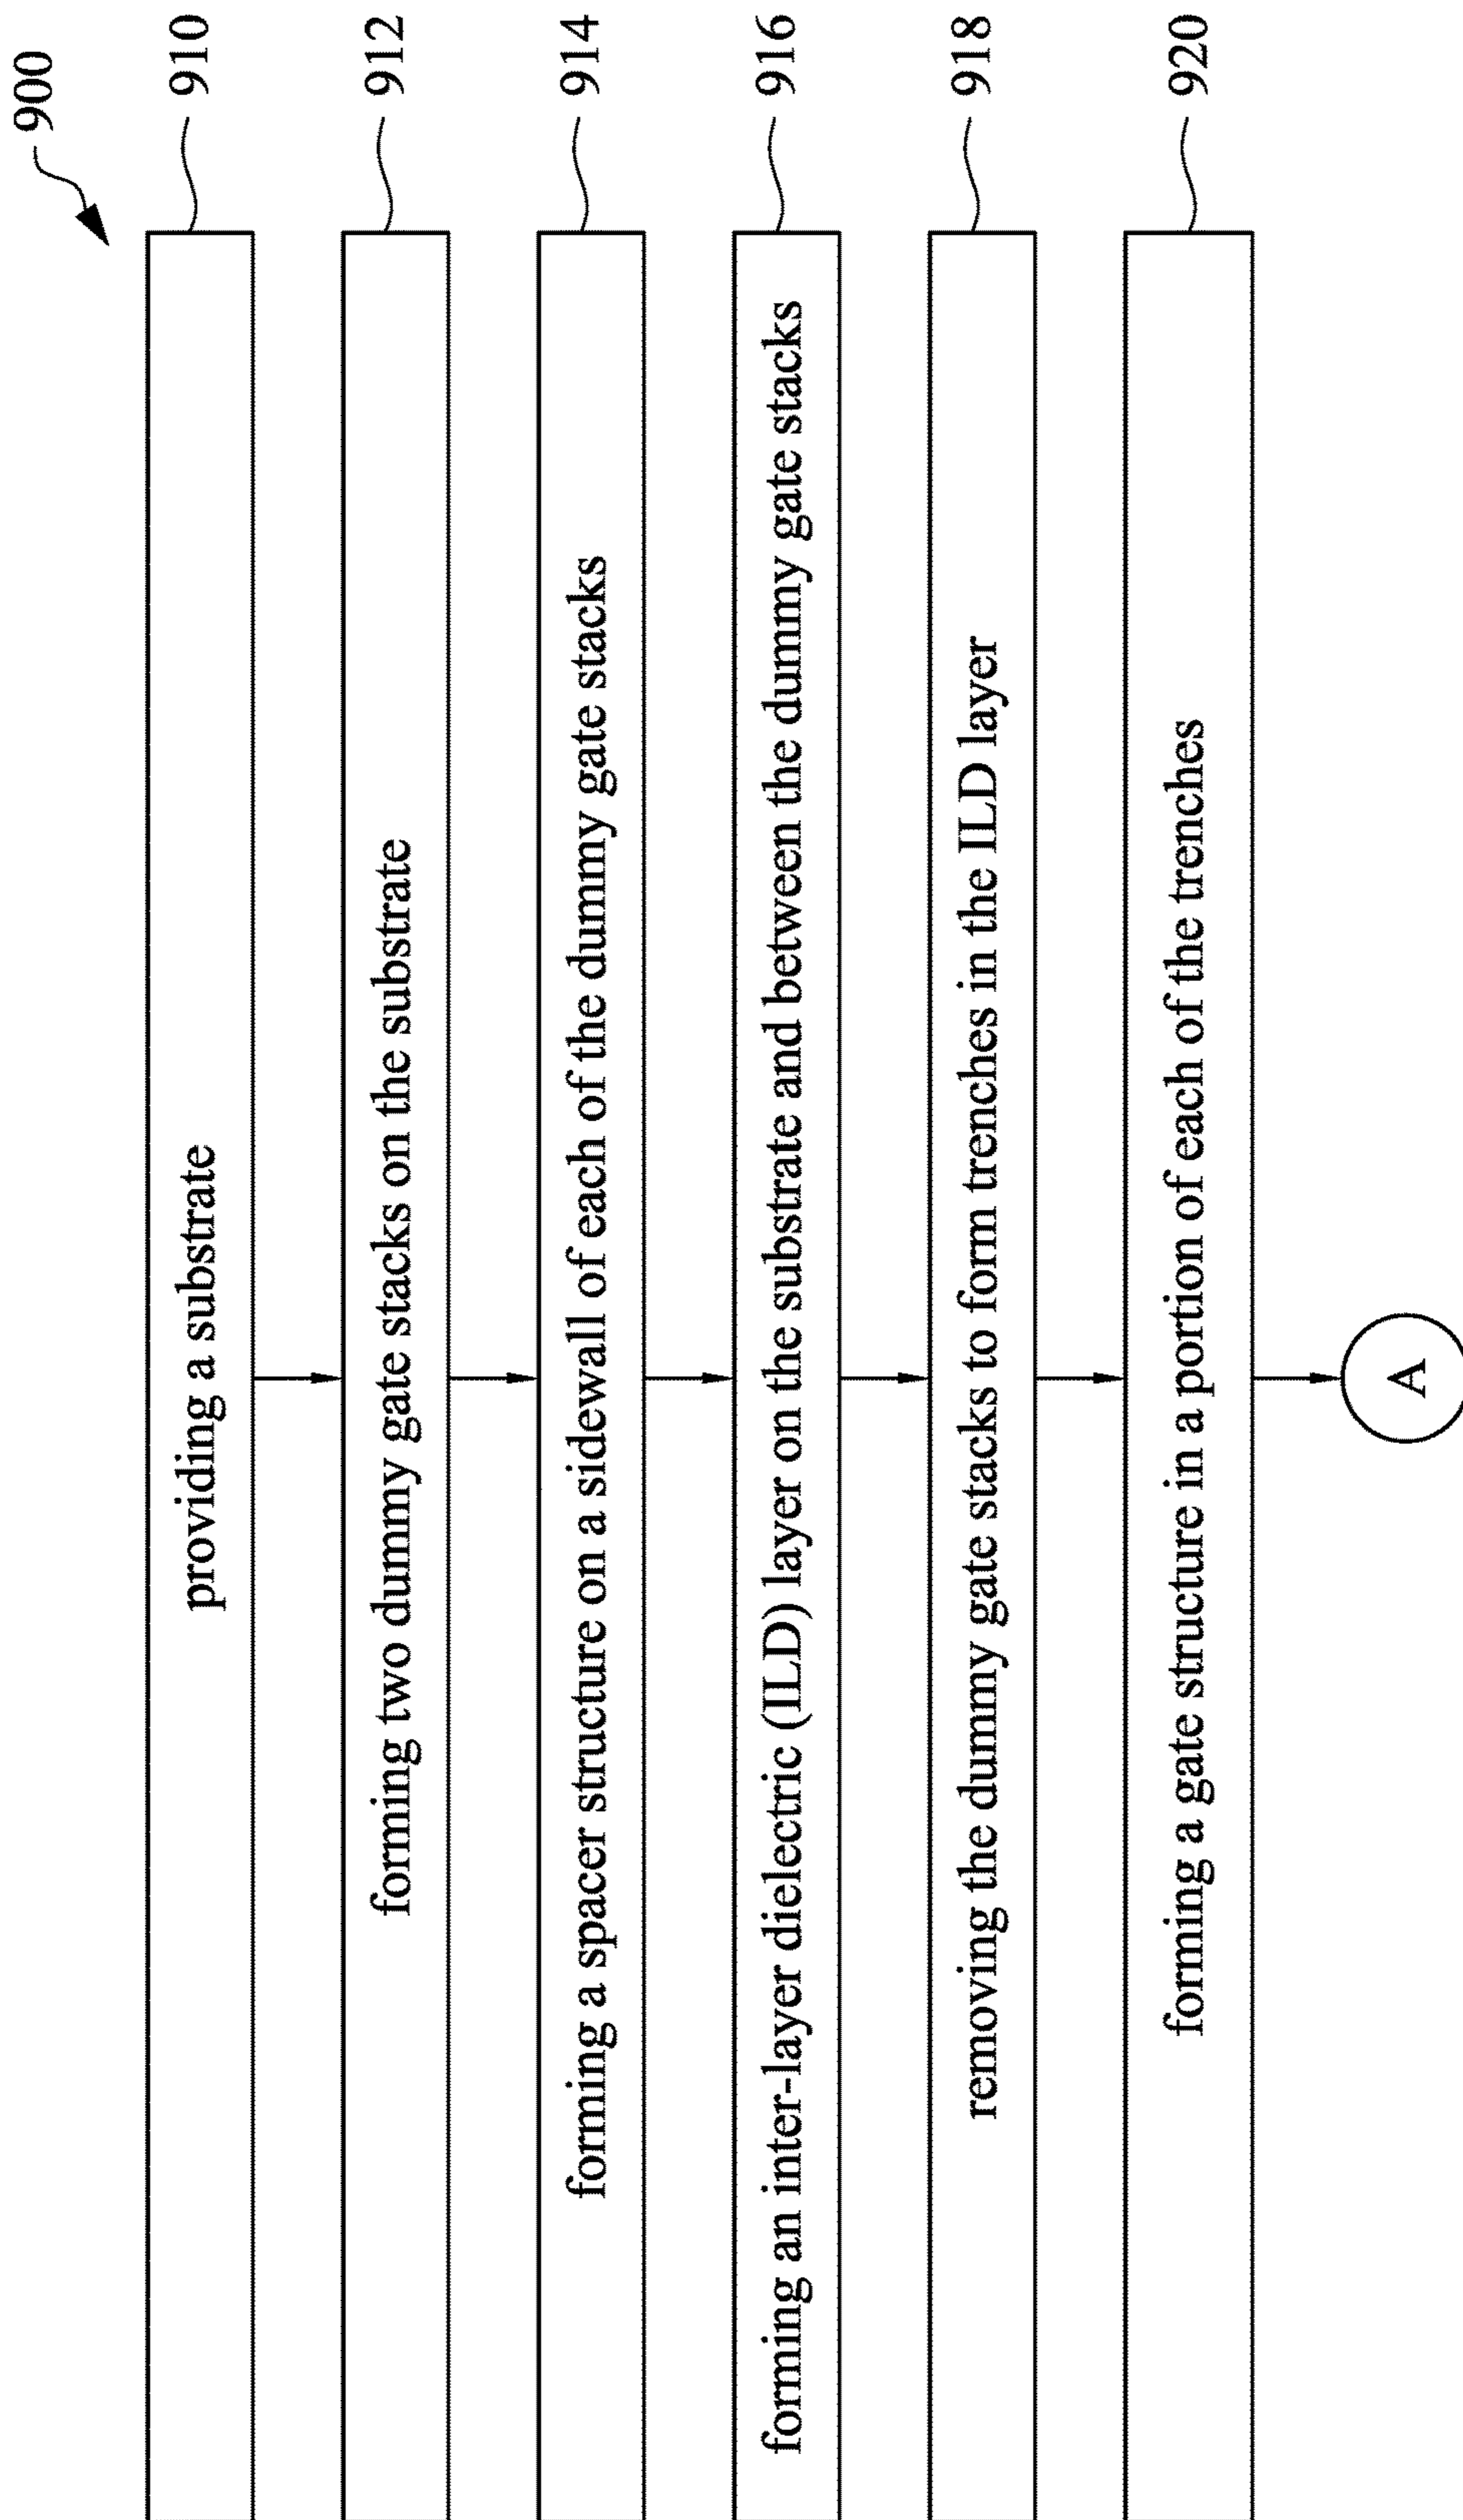 900
providing a substrate 910
forming two dummy gate stacks on the substrate 912
forming a spacer structure on a sidewall of each of the dummy gate stacks 914
forming an inter-layer dielectric (ILD) layer on the substrate and between the dummy gate stacks 916
removing the dummy gate stacks to form trenches in the ILD layer 918
forming a gate structure in a portion of each of the trenches 920
A